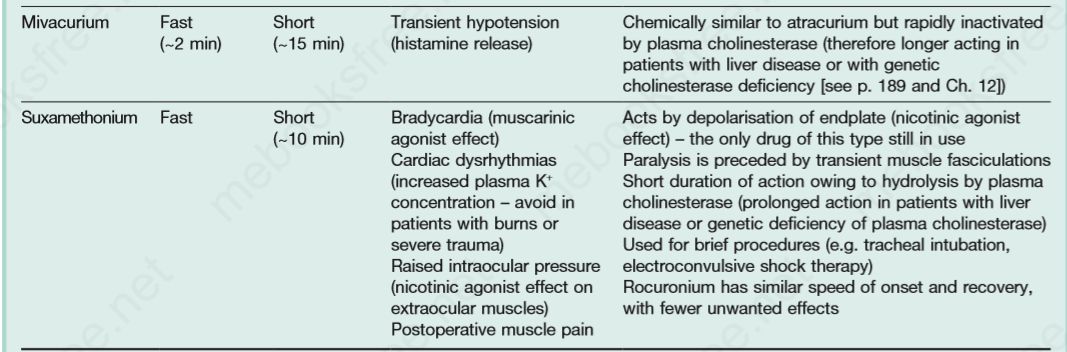 Mivacurium Fast Short Transient hypotension Chemically similar to atracurium but rapidly inactivated
(~2 min) (~15 min) (histamine release) by plasma cholinesterase (therefore longer acting in
patients with liver disease or with genetic
cholinesterase deficiency [see p. 189 and Ch. 12])
Suxamethonium Fast Short Bradycardia (muscarinic Acts by depolarisation of endplate (nicotinic agonist
(~10 min) agonist effect) effect) – the only drug of this type still in use
Cardiac dysrhythmias Paralysis is preceded by transient muscle fasciculations
(increased plasma K⁺ Short duration of action owing to hydrolysis by plasma
concentration – avoid in cholinesterase (prolonged action in patients with liver
patients with burns or disease or genetic deficiency of plasma cholinesterase)
severe trauma) Used for brief procedures (e.g. tracheal intubation,
Raised intraocular pressure electroconvulsive shock therapy)
(nicotinic agonist effect on Rocuronium has similar speed of onset and recovery,
extraocular muscles) with fewer unwanted effects
Postoperative muscle pain